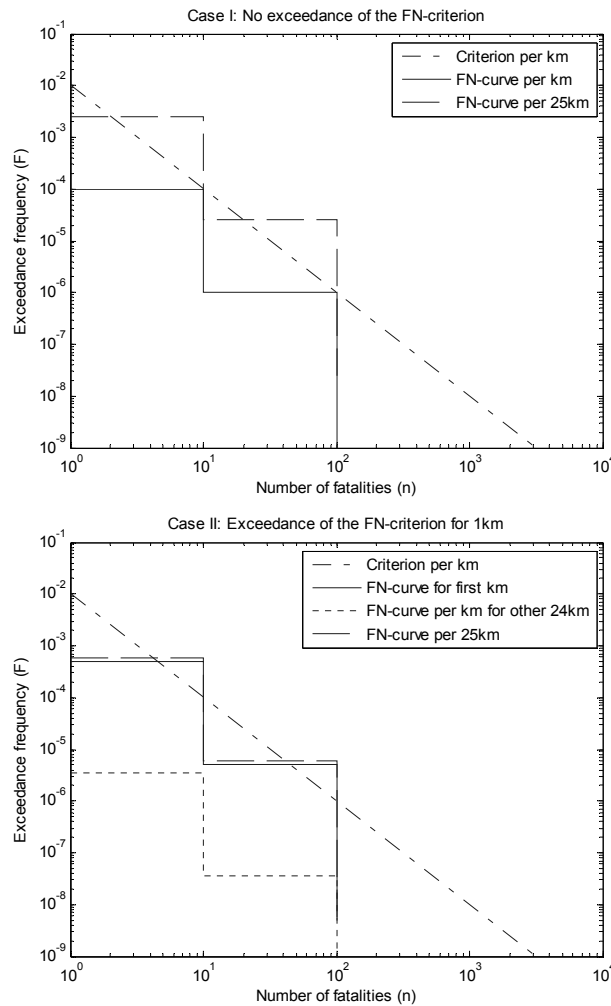 Case I: No exceedance of the FN-criterion
Exceedance frequency (F)
10^-1
10^-2
10^-3
10^-4
10^-5
10^-6
10^-7
10^-8
10^-9
Criterion per km
FN-curve per km
FN-curve per 25km
10^0
10^1
10^2
10^3
10^4
Number of fatalities (n)
Case II: Exceedance of the FN-criterion for 1km
Exceedance frequency (F)
10^-1
10^-2
10^-3
10^-4
10^-5
10^-6
10^-7
10^-8
10^-9
Criterion per km
FN-curve for first km
FN-curve per km for other 24km
FN-curve per 25km
10^0
10^1
10^2
10^3
10^4
Number of fatalities (n)